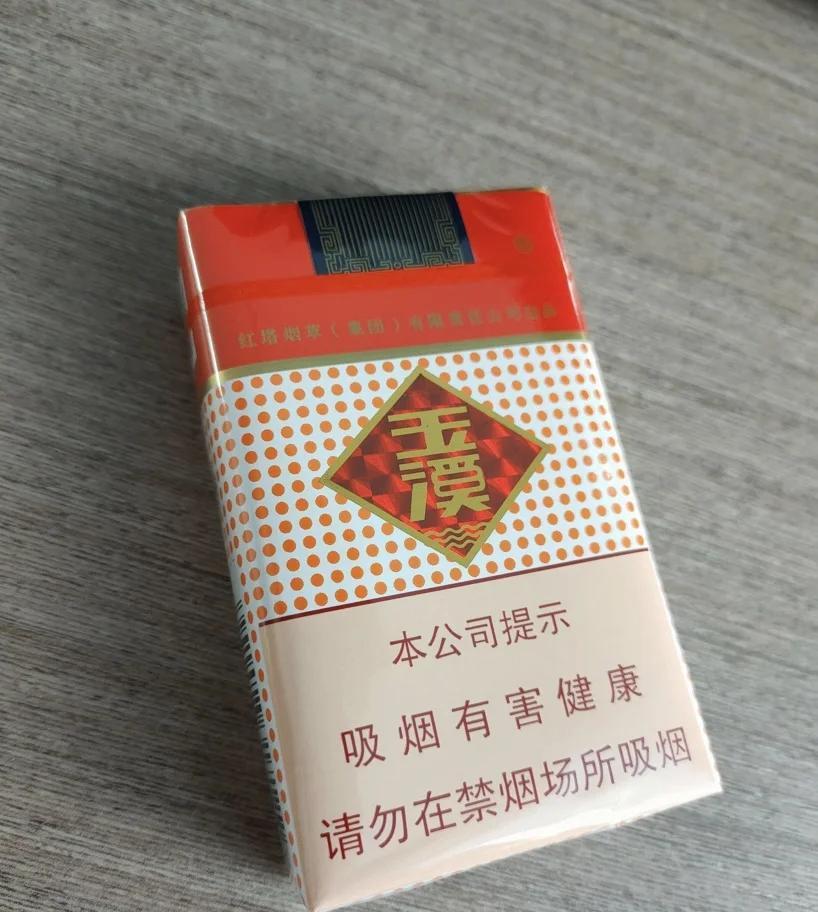 红塔烟草（集团）有限责任公司出品
玉
溪
本公司提示
吸烟有害健康
请勿在禁烟场所吸烟